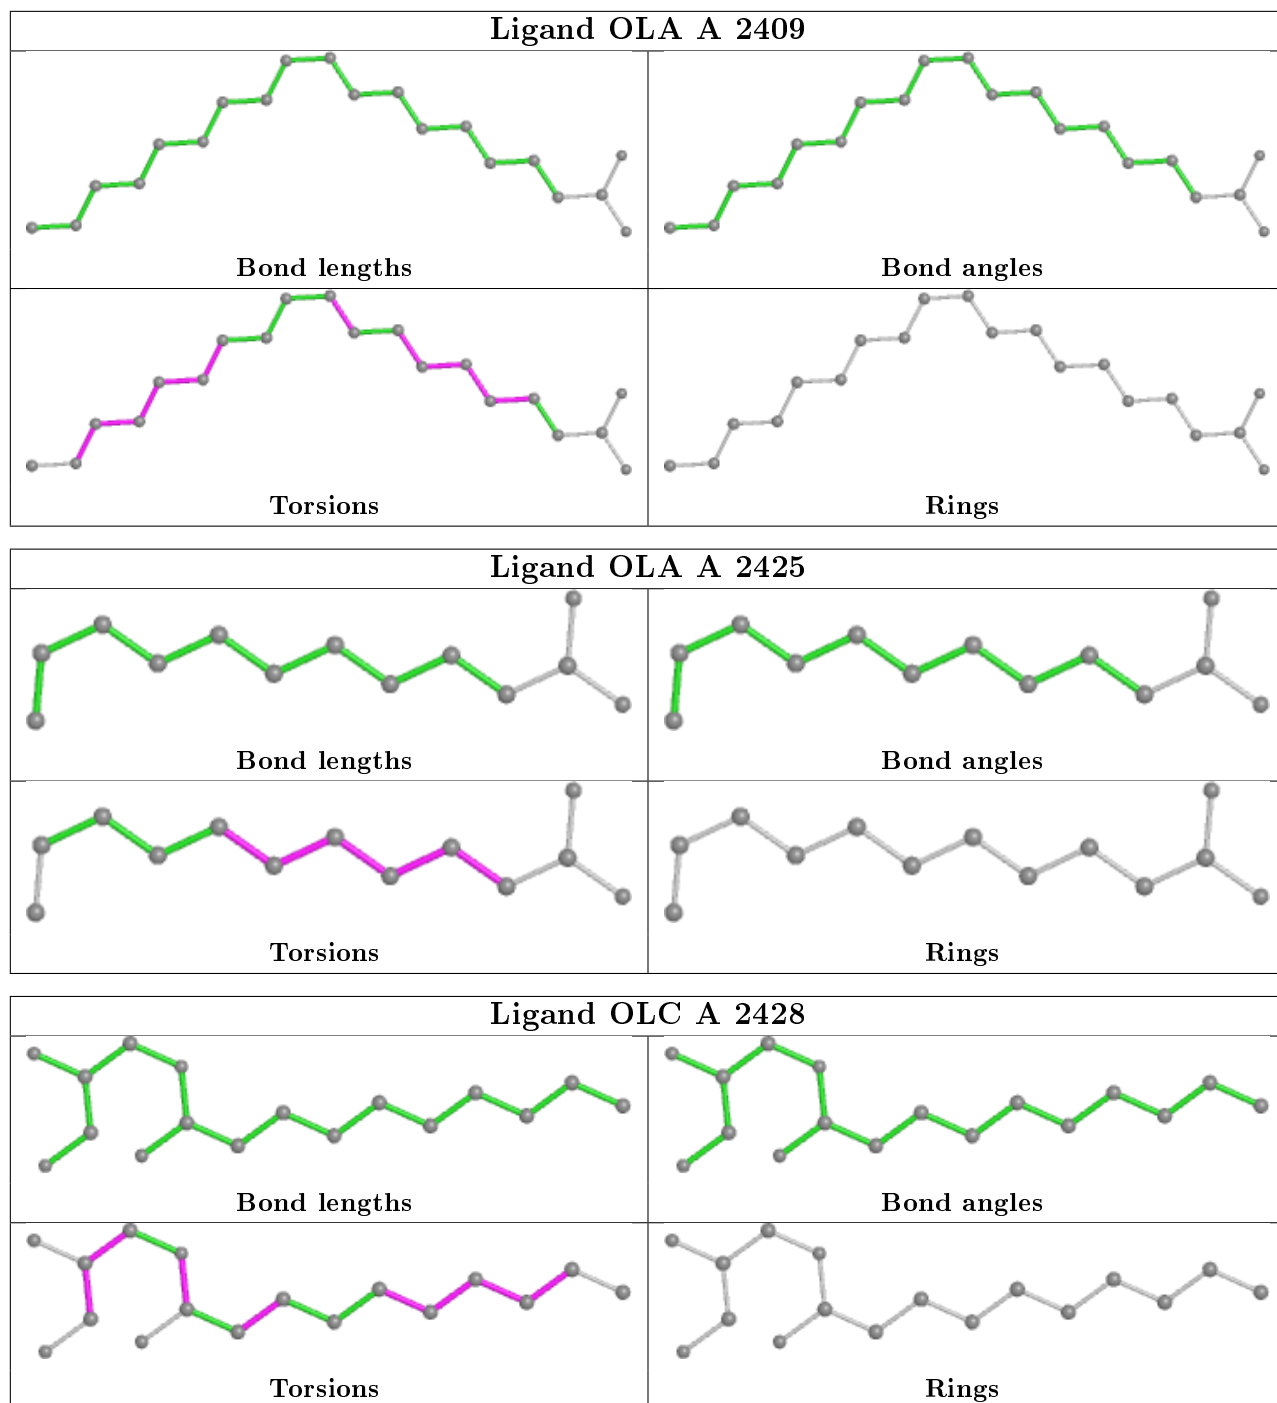 Ligand OLA A 2409
Bond lengths
Bond angles
Torsions
Rings
Ligand OLA A 2425
Bond lengths
Bond angles
Torsions
Rings
Ligand OLC A 2428
Bond lengths
Bond angles
Torsions
Rings